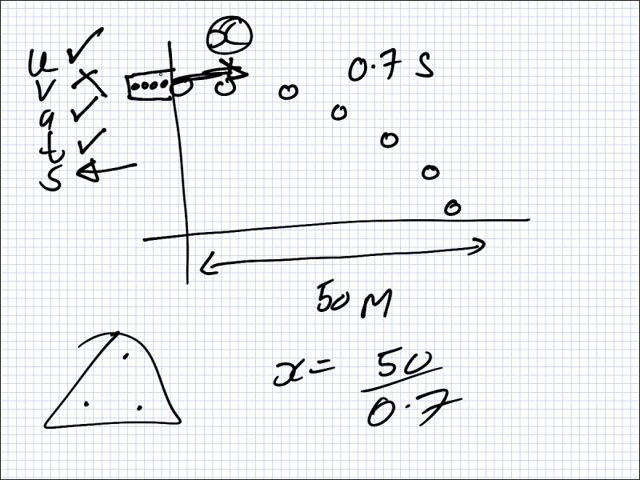 u ✓
v ✗
a ✓
t ✓
s ←
x
0.7 s
50 M
x = 50
0.7